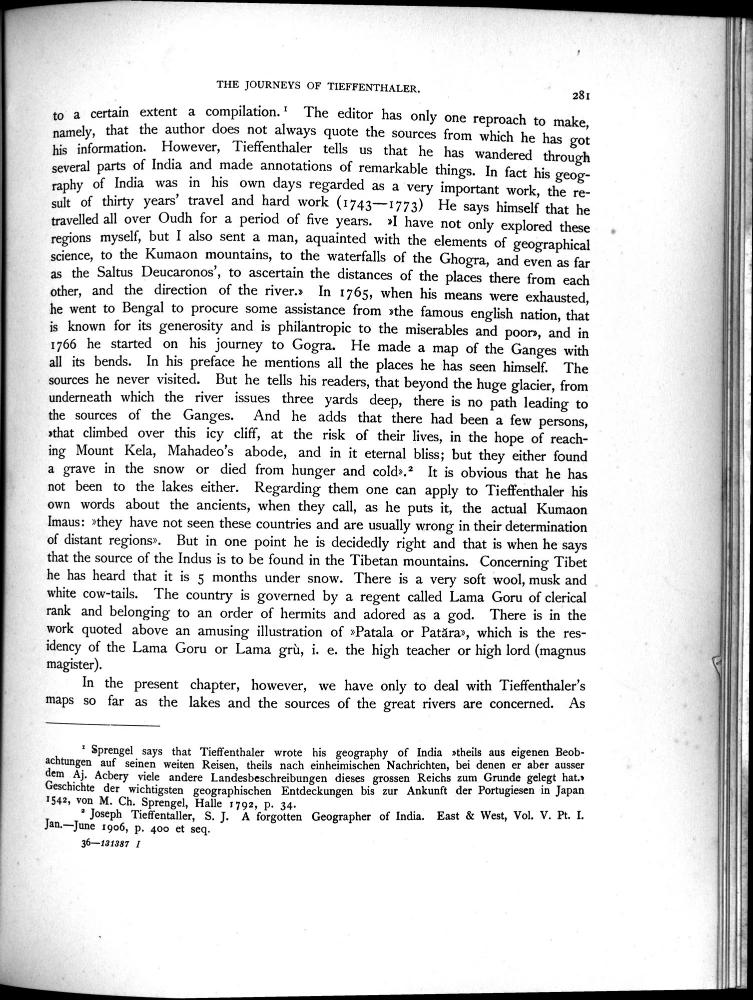 THE JOURNEYS OF TIEFFENTHALER.
281
to a certain extent a compilation.¹ The editor has only one reproach to make,
namely, that the author does not always quote the sources from which he has got
his information. However, Tieffenthaler tells us that he has wandered through
several parts of India and made annotations of remarkable things. In fact his geog-
raphy of India was in his own days regarded as a very important work, the re-
sult of thirty years' travel and hard work (1743—1773) He says himself that he
travelled all over Oudh for a period of five years. »I have not only explored these
regions myself, but I also sent a man, aquainted with the elements of geographical
science, to the Kumaon mountains, to the waterfalls of the Ghogra, and even as far
as the Saltus Deucaronos', to ascertain the distances of the places there from each
other, and the direction of the river.» In 1765, when his means were exhausted,
he went to Bengal to procure some assistance from »the famous english nation, that
is known for its generosity and is philantropic to the miserables and poor», and in
1766 he started on his journey to Gogra. He made a map of the Ganges with
all its bends. In his preface he mentions all the places he has seen himself. The
sources he never visited. But he tells his readers, that beyond the huge glacier, from
underneath which the river issues three yards deep, there is no path leading to
the sources of the Ganges. And he adds that there had been a few persons,
»that climbed over this icy cliff, at the risk of their lives, in the hope of reach-
ing Mount Kela, Mahadeo's abode, and in it eternal bliss; but they either found
a grave in the snow or died from hunger and cold».² It is obvious that he has
not been to the lakes either. Regarding them one can apply to Tieffenthaler his
own words about the ancients, when they call, as he puts it, the actual Kumaon
Imaus: »they have not seen these countries and are usually wrong in their determination
of distant regions». But in one point he is decidedly right and that is when he says
that the source of the Indus is to be found in the Tibetan mountains. Concerning Tibet
he has heard that it is 5 months under snow. There is a very soft wool, musk and
white cow-tails. The country is governed by a regent called Lama Goru of clerical
rank and belonging to an order of hermits and adored as a god. There is in the
work quoted above an amusing illustration of »Patala or Patăra», which is the res-
idency of the Lama Goru or Lama grù, i. e. the high teacher or high lord (magnus
magister).
In the present chapter, however, we have only to deal with Tieffenthaler's
maps so far as the lakes and the sources of the great rivers are concerned. As
¹ Sprengel says that Tieffenthaler wrote his geography of India »theils aus eigenen Beob-
achtungen auf seinen weiten Reisen, theils nach einheimischen Nachrichten, bei denen er aber ausser
dem Aj. Acbery viele andere Landesbeschreibungen dieses grossen Reichs zum Grunde gelegt hat.»
Geschichte der wichtigsten geographischen Entdeckungen bis zur Ankunft der Portugiesen in Japan
1542, von M. Ch. Sprengel, Halle 1792, p. 34.
² Joseph Tieffentaller, S. J. A forgotten Geographer of India. East & West, Vol. V. Pt. I.
Jan.—June 1906, p. 400 et seq.
36—131387 I